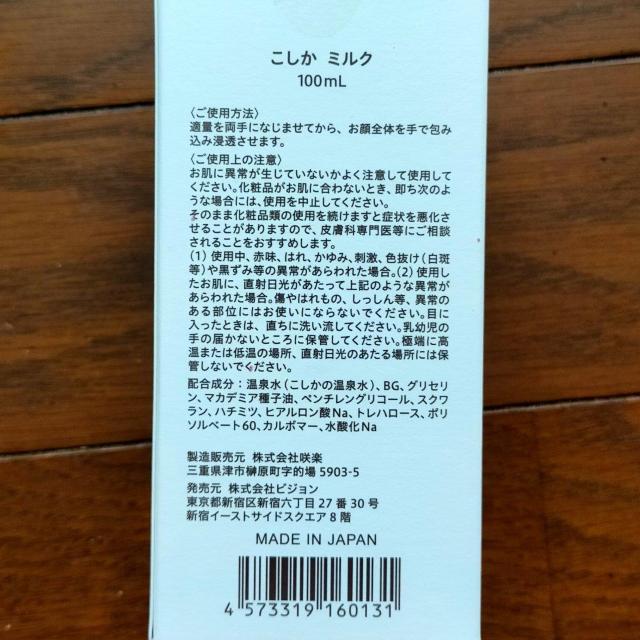 こしか ミルク
100mL
〈ご使用方法〉
適量を両手になじませてから、お顔全体を手で包み
込み浸透させます。
〈ご使用上の注意〉
お肌に異常が生じていないかよく注意して使用して
ください。化粧品がお肌に合わないとき、即ち次のよ
うな場合には、使用を中止してください。
そのまま化粧品類の使用を続けますと症状を悪化さ
せることがありますので、皮膚科専門医等にご相談
されることをおすすめします。
(1) 使用中、赤味、はれ、かゆみ、刺激、色抜け(白斑
等)や黒ずみ等の異常があらわれた場合。(2) 使用し
たお肌に、直射日光があたって上記のような異常が
あらわれた場合。傷やはれもの、しっしん等、異常の
ある部位にはお使いにならないでください。目に
入ったときは、直ちに洗い流してください。乳幼児の
手の届かないところに保管してください。極端に高
温または低温の場所、直射日光のあたる場所には保
管しないでください。
配合成分:温泉水(こしかの温泉水)、BG、グリセリ
ン、マカデミア種子油、ペンチレングリコール、スクワ
ラン、ハチミツ、ヒアルロン酸Na、トレハロース、ポリ
ソルベート60、カルボマー、水酸化Na
製造販売元 株式会社咲楽
三重県津市榊原町字的場 5903-5
発売元 株式会社ビジョン
東京都新宿区新宿六丁目 27 番 30 号
新宿イーストサイドスクエア 8 階
MADE IN JAPAN
4 573319 160131